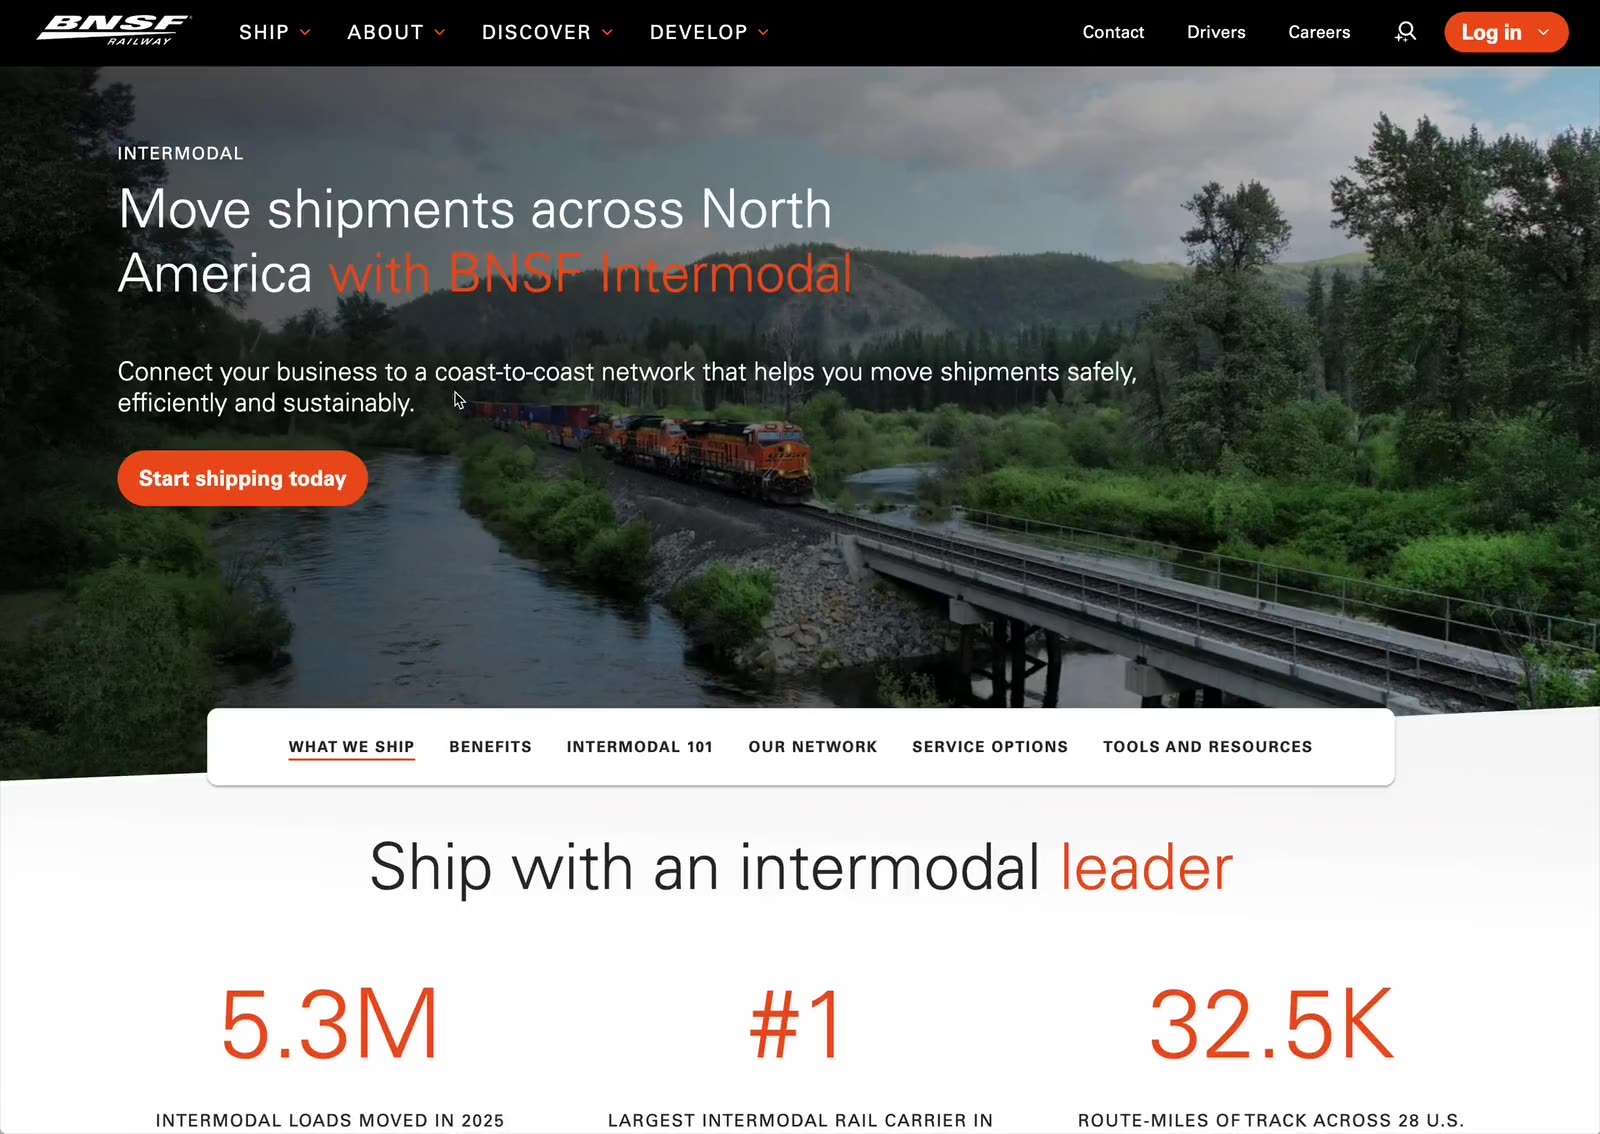 BNSF
RAILWAY
SHIP
ABOUT
DISCOVER
DEVELOP
Contact
Drivers
Careers
Log in
INTERMODAL
Move shipments across North
America with BNSF Intermodal
Connect your business to a coast-to-coast network that helps you move shipments safely,
efficiently and sustainably.
Start shipping today
WHAT WE SHIP
BENEFITS
INTERMODAL 101
OUR NETWORK
SERVICE OPTIONS
TOOLS AND RESOURCES
Ship with an intermodal leader
5.3M
INTERMODAL LOADS MOVED IN 2025
#1
LARGEST INTERMODAL RAIL CARRIER IN
32.5K
ROUTE-MILES OF TRACK ACROSS 28 U.S.